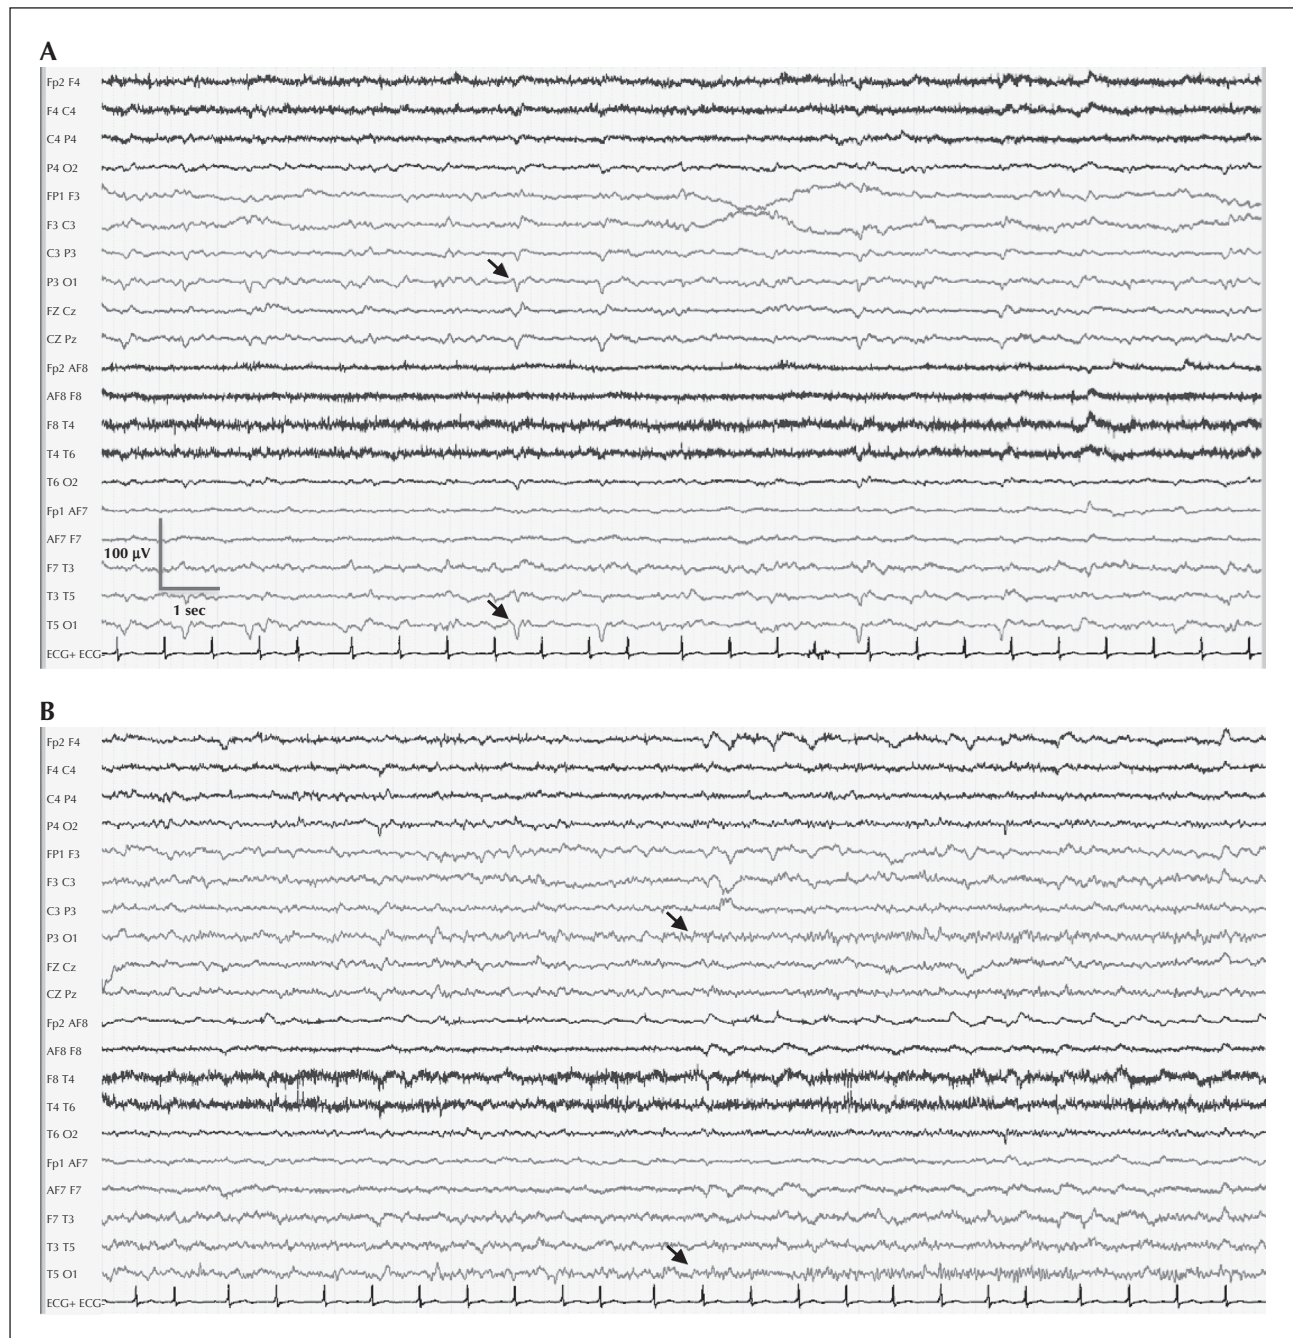 A
Fp2 F4
F4 C4
C4 P4
P4 O2
FP1 F3
F3 C3
C3 P3
P3 O1
FZ Cz
CZ Pz
Fp2 AF8
AF8 F8
F8 T4
T4 T6
T6 O2
Fp1 AF7
AF7 F7
100 µV
F7 T3
T3 T5
1 sec
T5 O1
ECG+ ECG-
B
Fp2 F4
F4 C4
C4 P4
P4 O2
FP1 F3
F3 C3
C3 P3
P3 O1
FZ Cz
CZ Pz
Fp2 AF8
AF8 F8
F8 T4
T4 T6
T6 O2
Fp1 AF7
AF7 F7
F7 T3
T3 T5
T5 O1
ECG+ ECG-